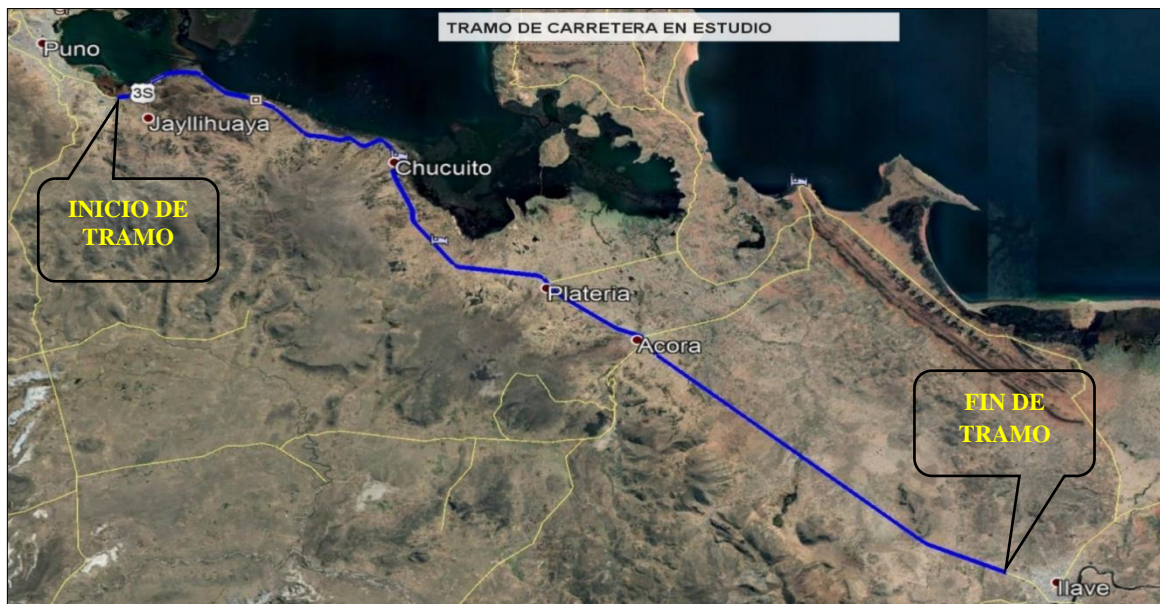 TRAMO DE CARRETERA EN ESTUDIO
Puno
3S
Jayllihuaya
Chucuito
INICIO DE
TRAMO
Plateria
Acora
FIN DE
TRAMO
Ilave